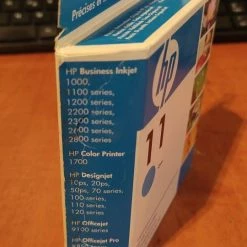 Précises et
HP Business Inkjet
1000,
1100 series,
1200 series,
2200 series,
2300 series,
2600 series,
2800 series
HP Color Printer
1700
HP Designjet
10ps, 20ps,
50ps, 70 series,
100 series,
110 series,
120 series
HP Officejet
9100 series
HP Officejet Pro
hp
11